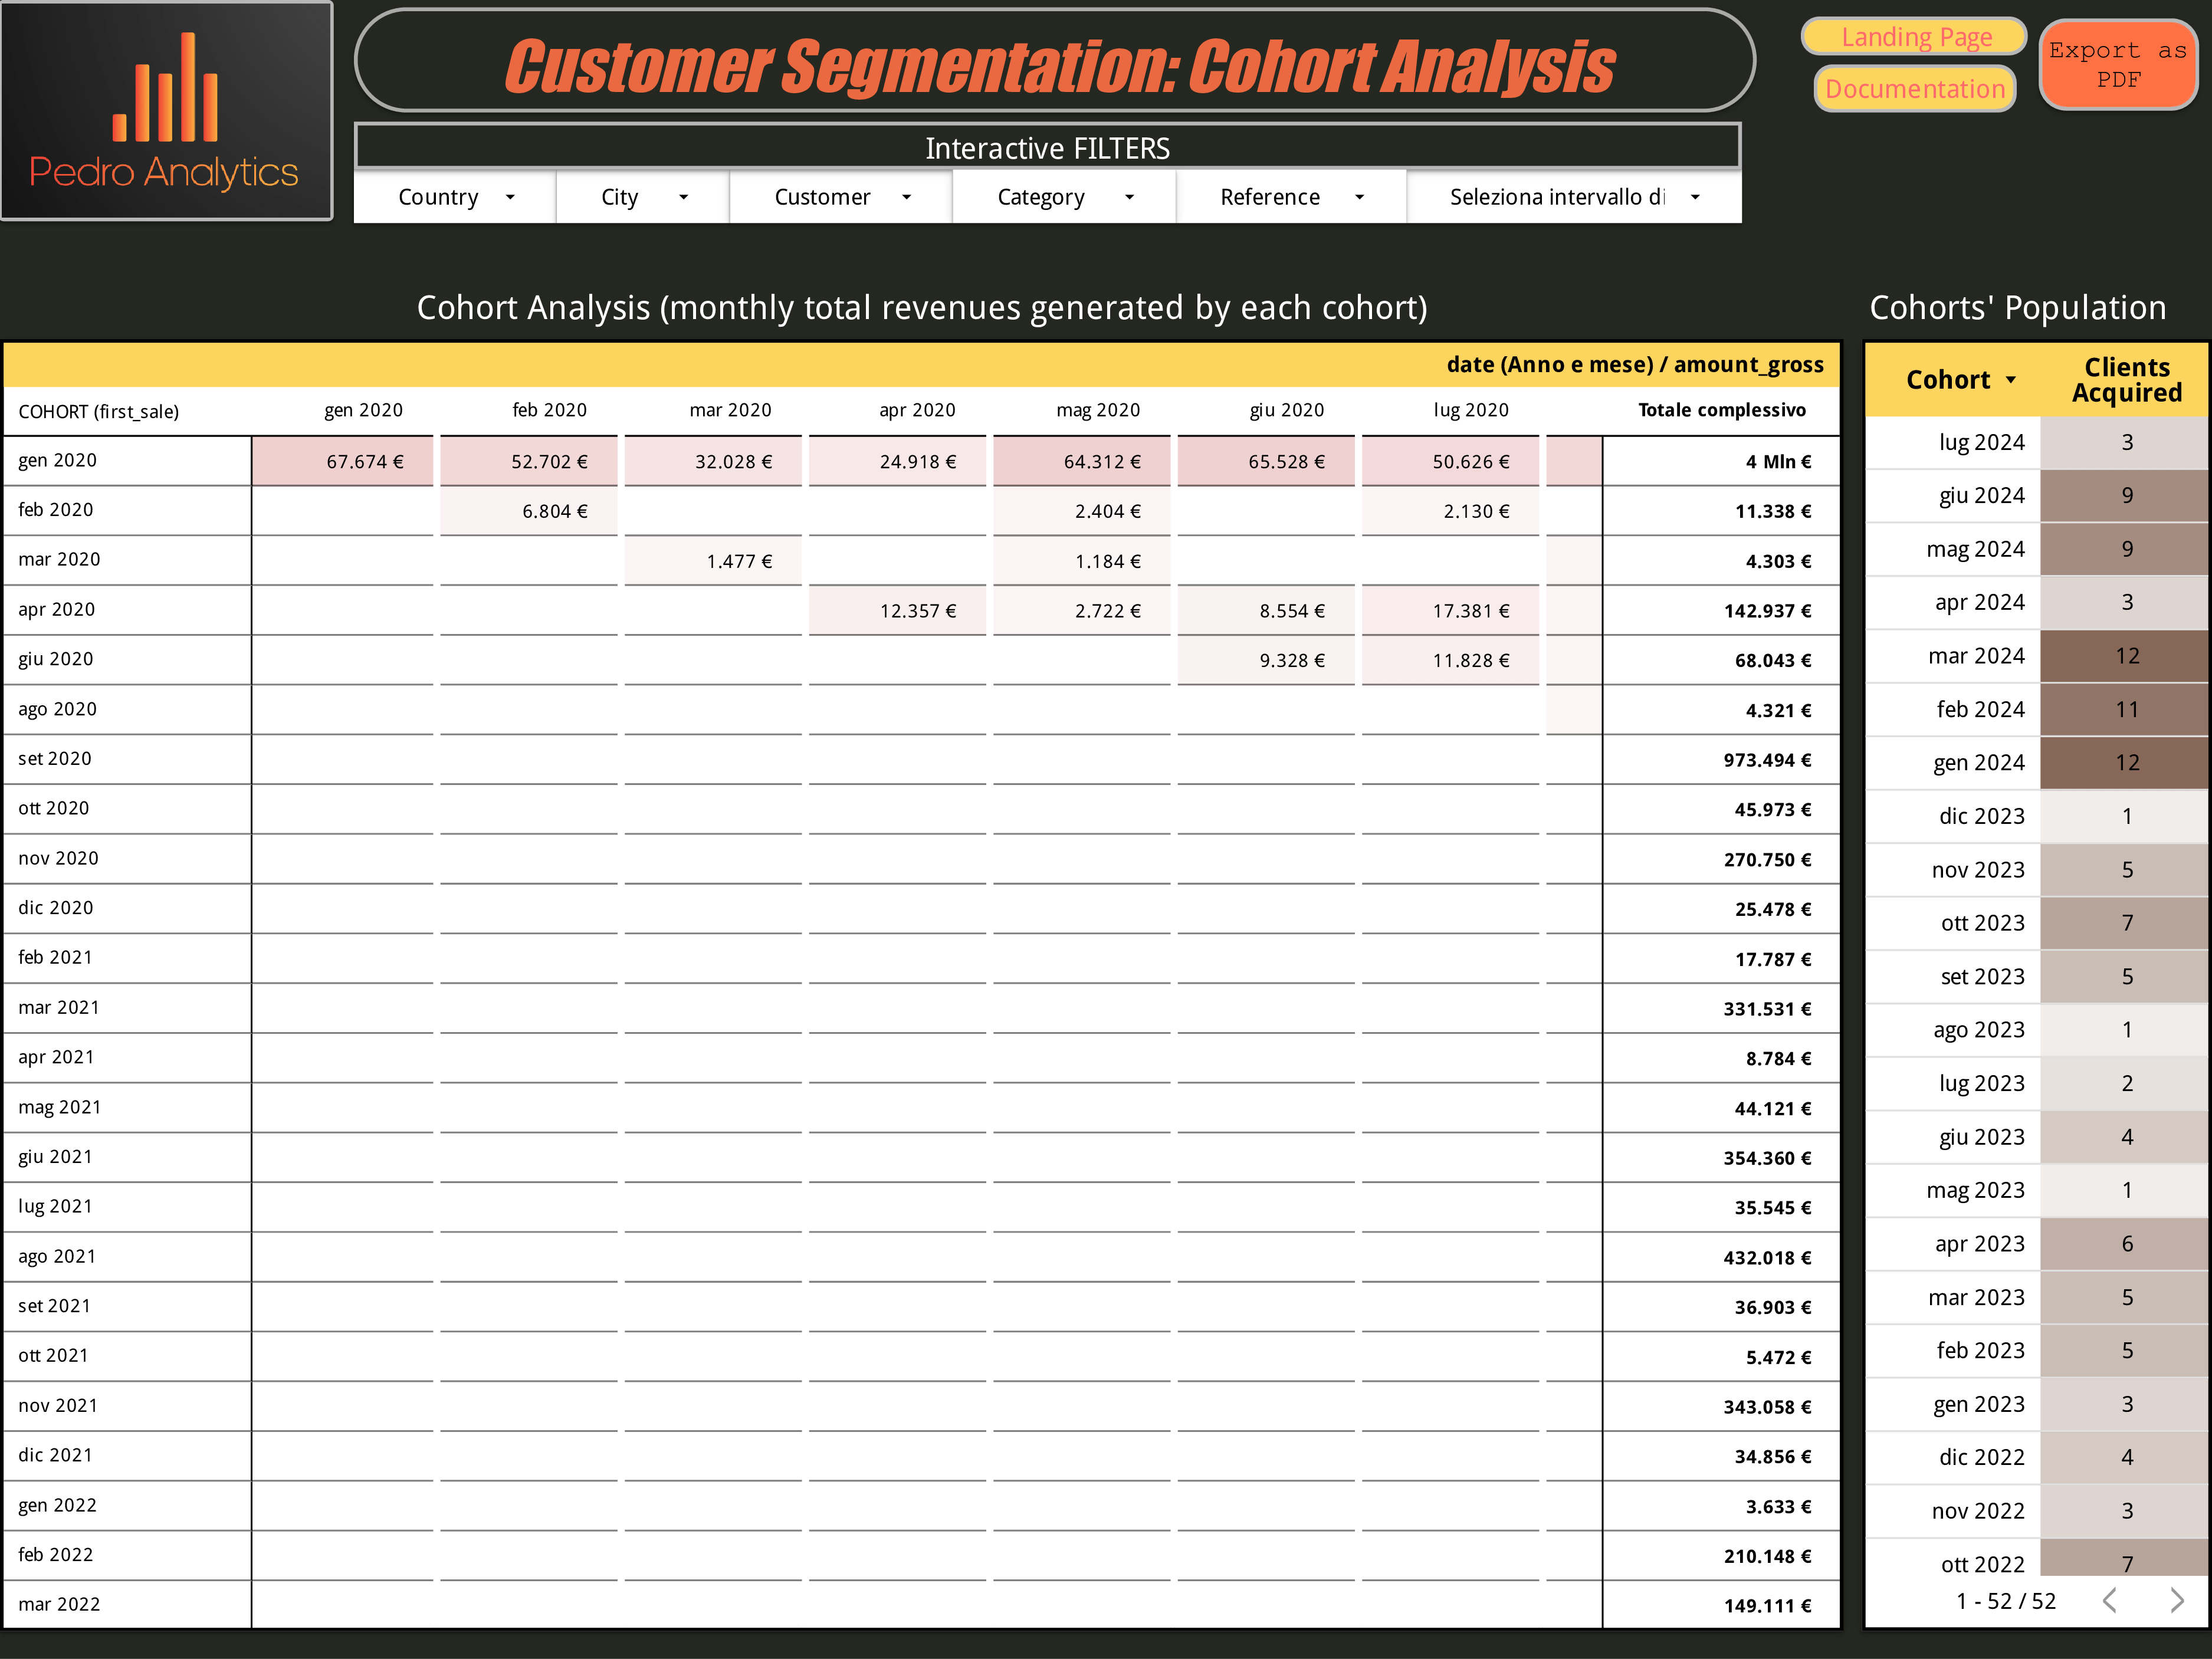 Pedro Analytics
Customer Segmentation: Cohort Analysis
Landing Page
Documentation
Export as
PDF
Interactive FILTERS
Country City Customer Category Reference Seleziona intervallo di
Cohort Analysis (monthly total revenues generated by each cohort)
date (Anno e mese) / amount_gross
COHORT (first_sale) gen 2020 feb 2020 mar 2020 apr 2020 mag 2020 giu 2020 lug 2020 Totale complessivo
gen 2020 67.674 € 52.702 € 32.028 € 24.918 € 64.312 € 65.528 € 50.626 € 4 Mln €
feb 2020 6.804 € 2.404 € 2.130 € 11.338 €
mar 2020 1.477 € 1.184 € 4.303 €
apr 2020 12.357 € 2.722 € 8.554 € 17.381 € 142.937 €
giu 2020 9.328 € 11.828 € 68.043 €
ago 2020 4.321 €
set 2020 973.494 €
ott 2020 45.973 €
nov 2020 270.750 €
dic 2020 25.478 €
feb 2021 17.787 €
mar 2021 331.531 €
apr 2021 8.784 €
mag 2021 44.121 €
giu 2021 354.360 €
lug 2021 35.545 €
ago 2021 432.018 €
set 2021 36.903 €
ott 2021 5.472 €
nov 2021 343.058 €
dic 2021 34.856 €
gen 2022 3.633 €
feb 2022 210.148 €
mar 2022 149.111 €
Cohorts' Population
Cohort Clients
Acquired
lug 2024 3
giu 2024 9
mag 2024 9
apr 2024 3
mar 2024 12
feb 2024 11
gen 2024 12
dic 2023 1
nov 2023 5
ott 2023 7
set 2023 5
ago 2023 1
lug 2023 2
giu 2023 4
mag 2023 1
apr 2023 6
mar 2023 5
feb 2023 5
gen 2023 3
dic 2022 4
nov 2022 3
ott 2022 7
1 - 52 / 52